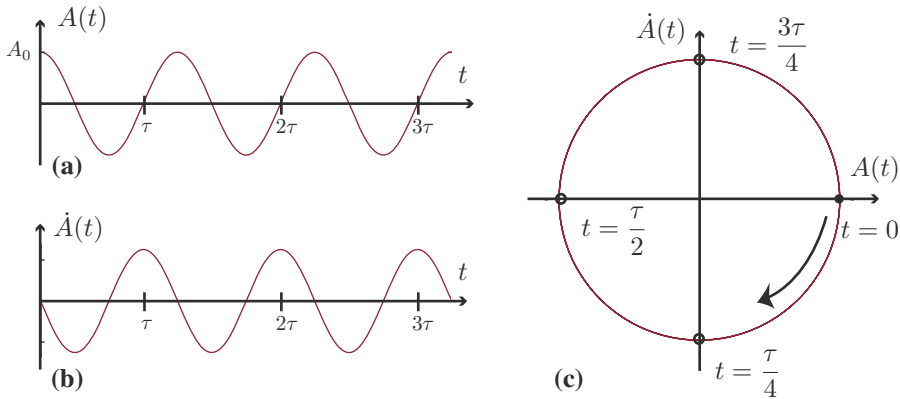 A(t)
A₀
t
τ
2τ
3τ
(a)
Ȧ(t)
t
τ
2τ
3τ
(b)
Ȧ(t)
t = 3τ/4
A(t)
t = τ/2
t = 0
t = τ/4
(c)